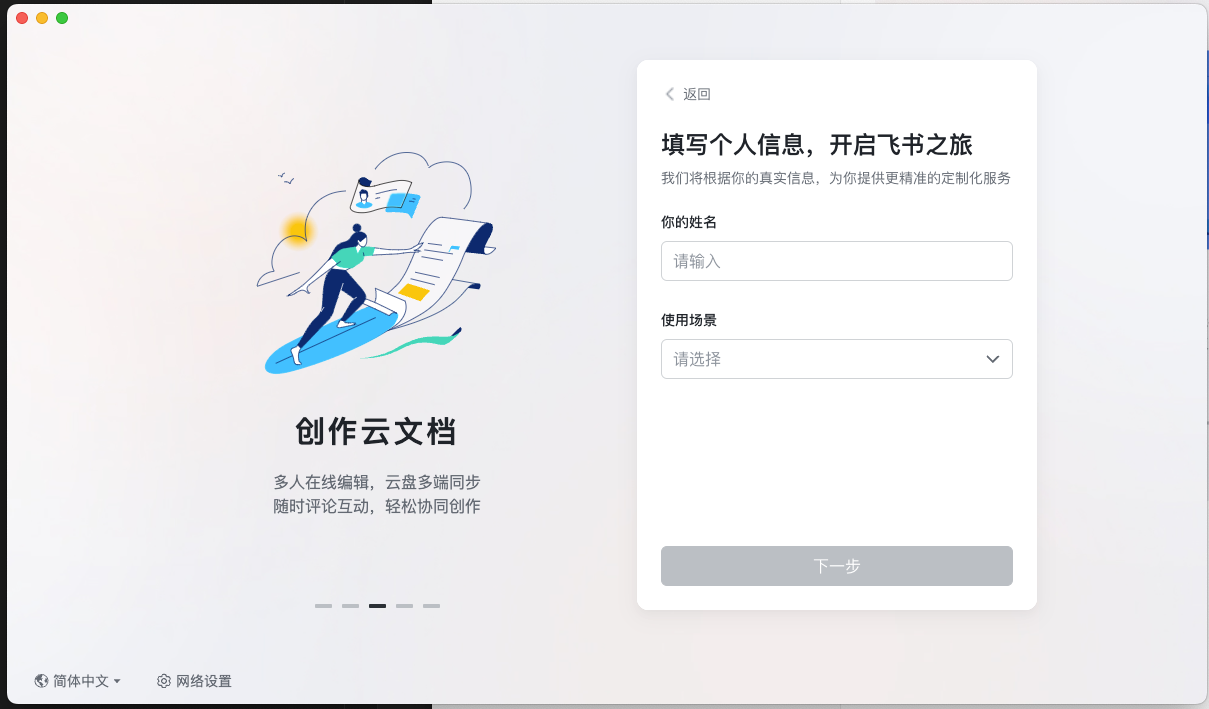 返回
填写个人信息，开启飞书之旅
我们将根据你的真实信息，为你提供更精准的定制化服务
你的姓名
请输入
使用场景
请选择
下一步
创作云文档
多人在线编辑，云盘多端同步
随时评论互动，轻松协同创作
简体中文
网络设置